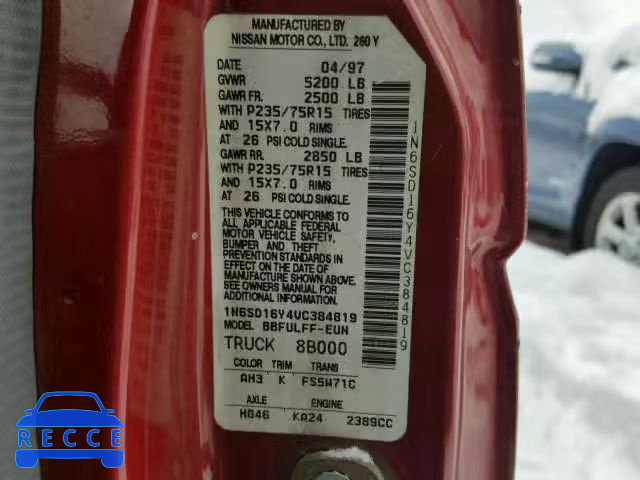 MANUFACTURED BY
NISSAN MOTOR CO., LTD. 260 Y
DATE 04/97
GVWR 5200 LB
GAWR FR. 2500 LB
WITH P235/75R15 TIRES
AND 15X7.0 RIMS
AT 26 PSI COLD SINGLE.
GAWR RR. 2850 LB
WITH P235/75R15 TIRES
AND 15X7.0 RIMS
AT 26 PSI COLD SINGLE.
THIS VEHICLE CONFORMS TO
ALL APPLICABLE FEDERAL
MOTOR VEHICLE SAFETY,
BUMPER AND THEFT
PREVENTION STANDARDS IN
EFFECT ON THE DATE OF
MANUFACTURE SHOWN ABOVE.
SEE OWNER'S MANUAL FOR
ADDITIONAL INFORMATION.
1N6SD16Y4VC384819
MODEL BBFULFF-EUN
TRUCK 8B000
COLOR TRIM TRANS
AH3 K FS5W71C
AXLE ENGINE
HG46 KA24 2389CC
1N6SD16Y4VC384819
RECCE